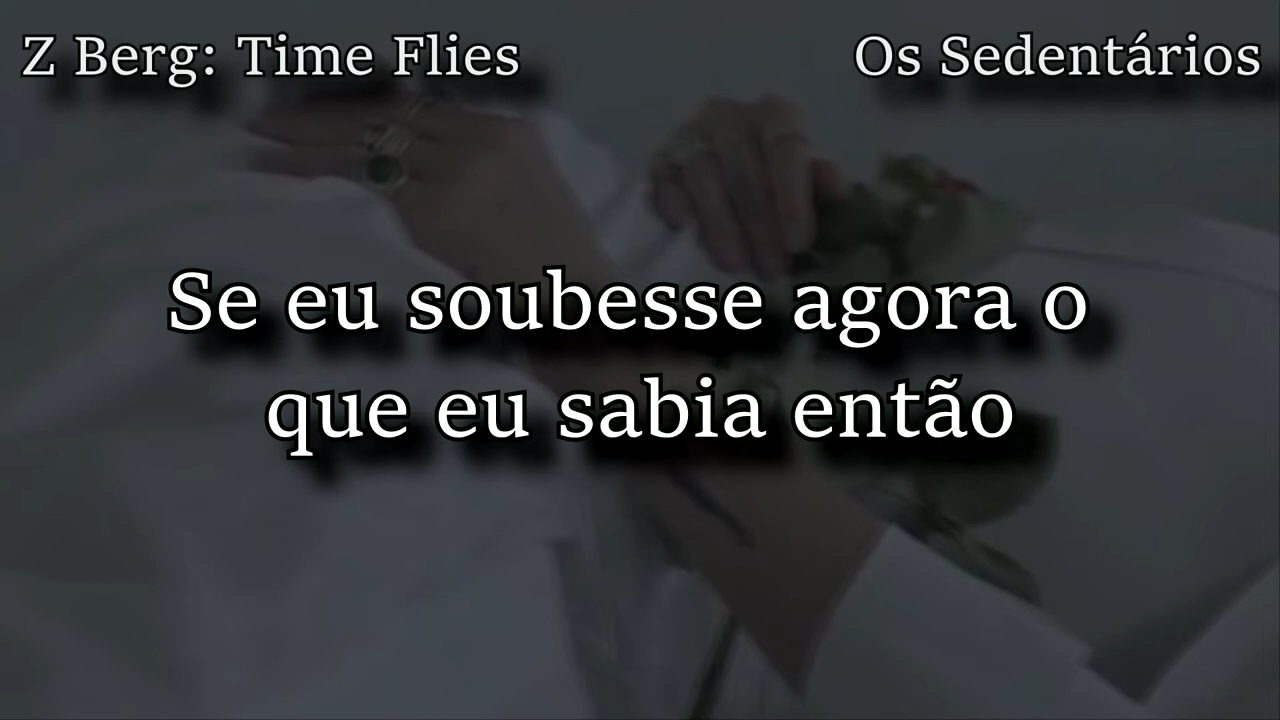 Z Berg: Time Flies
Os Sedentários
Se eu soubesse agora o
que eu sabia então